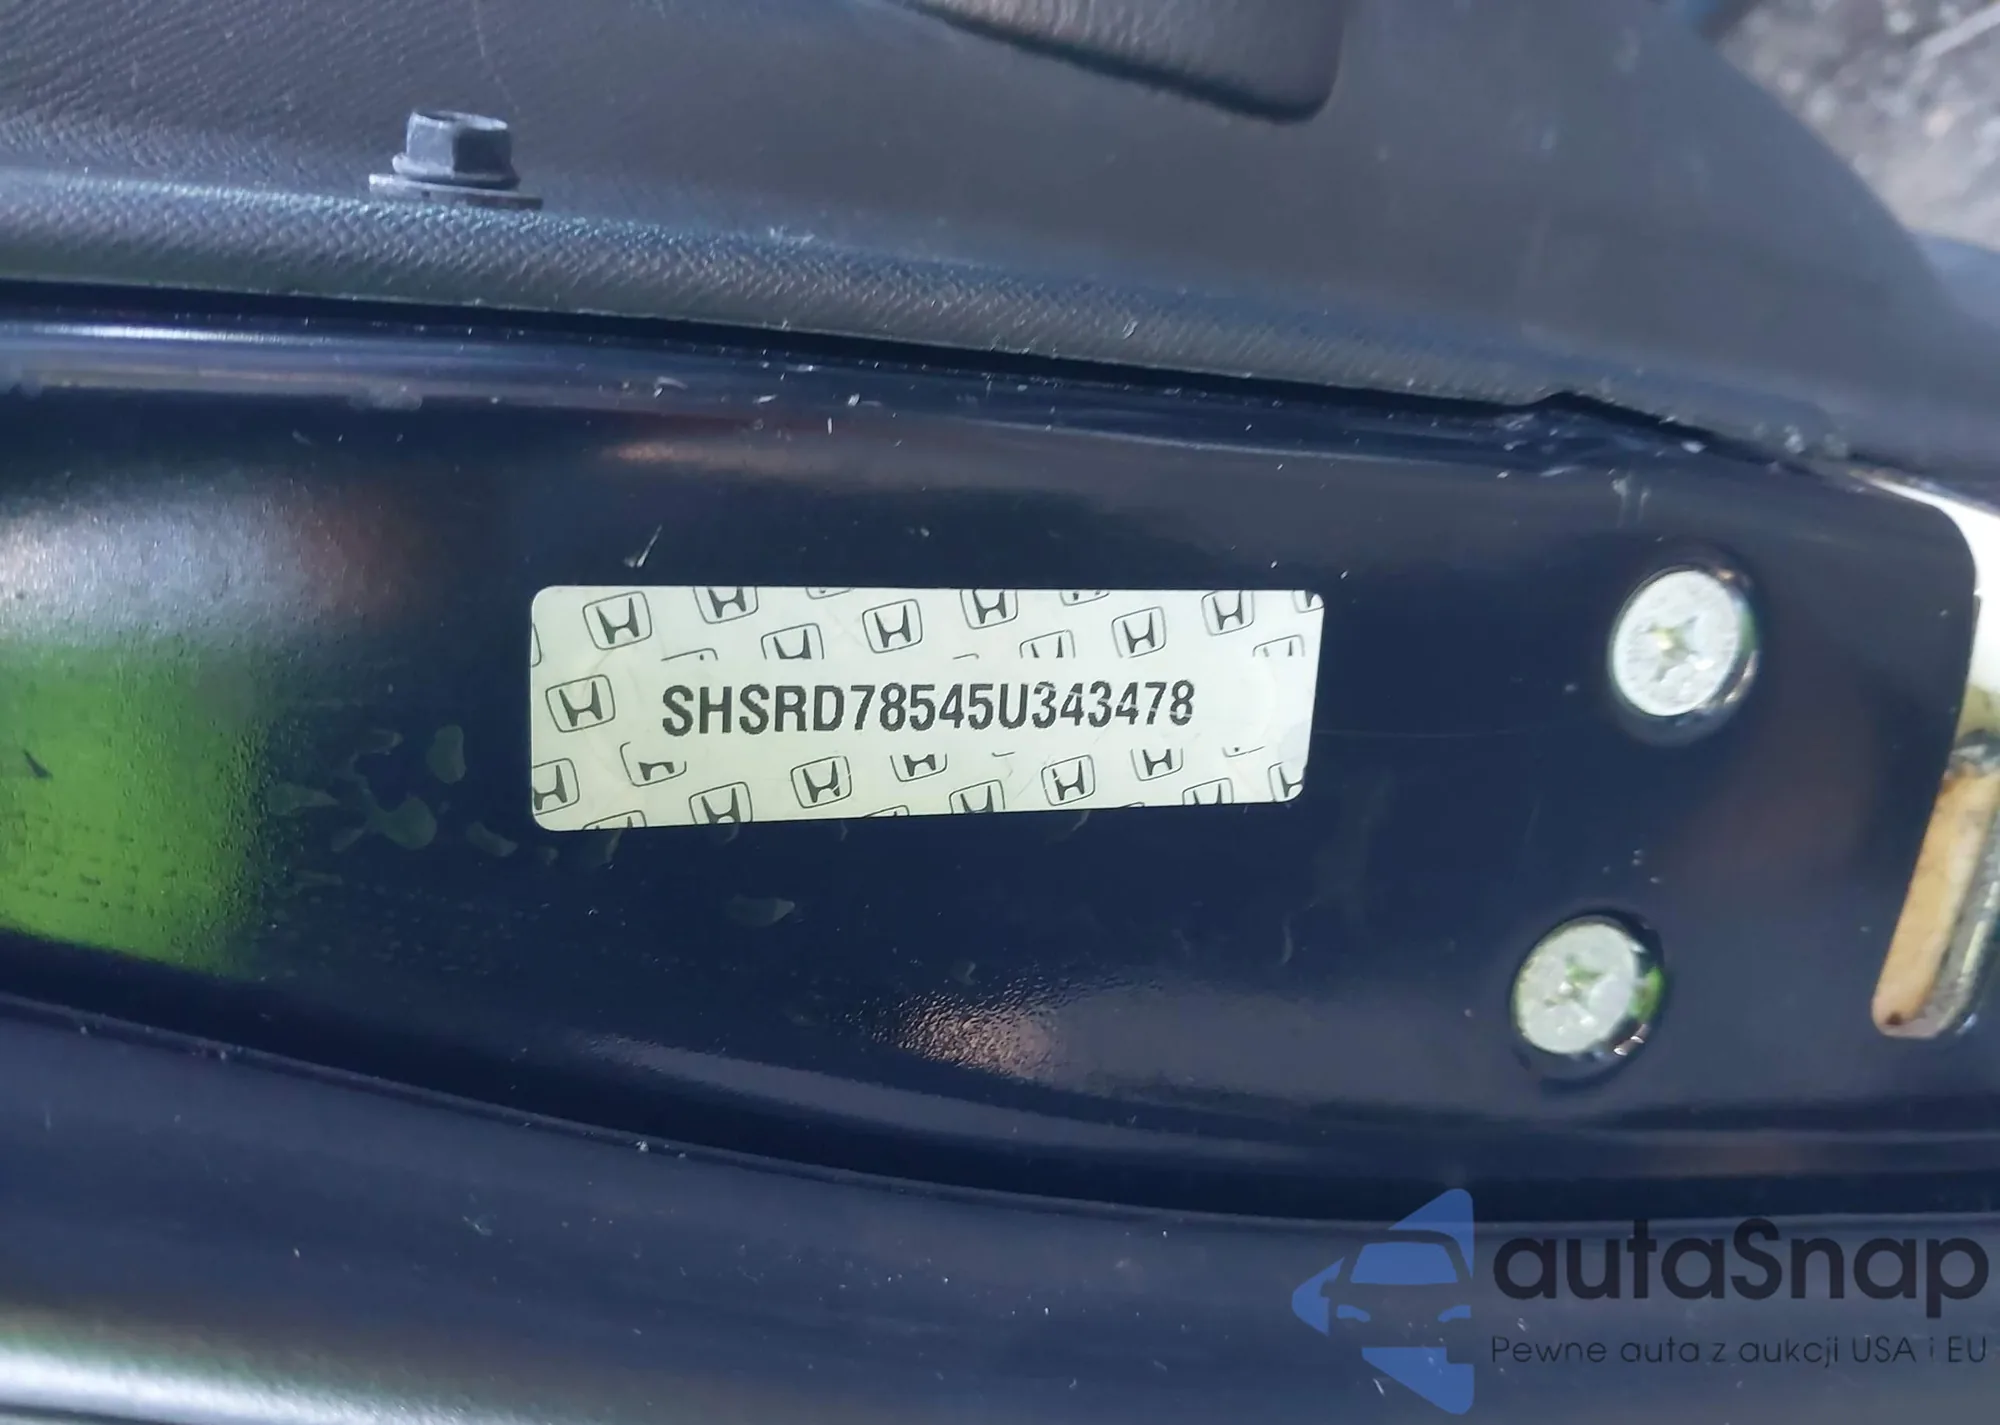 SHSRD78545U343478
autaSnap
Pewne auta z aukcji USA i EU